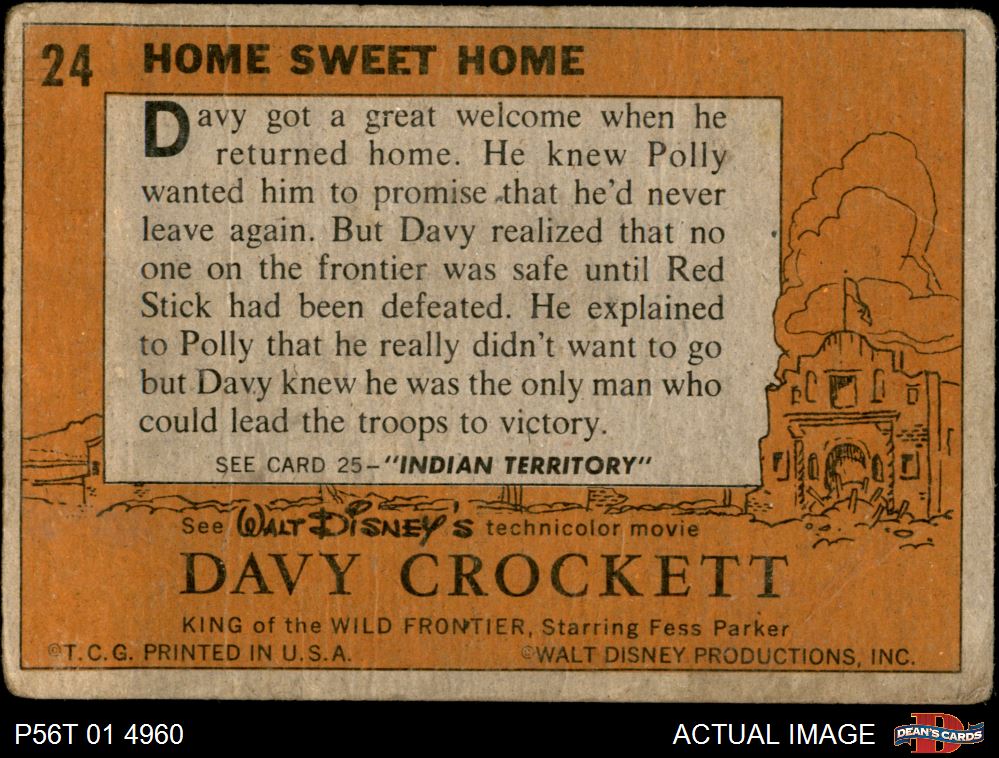 24 HOME SWEET HOME
Davy got a great welcome when he
returned home. He knew Polly
wanted him to promise that he'd never
leave again. But Davy realized that no
one on the frontier was safe until Red
Stick had been defeated. He explained
to Polly that he really didn't want to go
but Davy knew he was the only man who
could lead the troops to victory.
SEE CARD 25–"INDIAN TERRITORY"
See WALT DISNEY'S technicolor movie
DAVY CROCKETT
KING of the WILD FRONTIER, Starring Fess Parker
©T.C.G. PRINTED IN U.S.A. ©WALT DISNEY PRODUCTIONS, INC.
P56T 01 4960 ACTUAL IMAGE DEAN'S CARDS